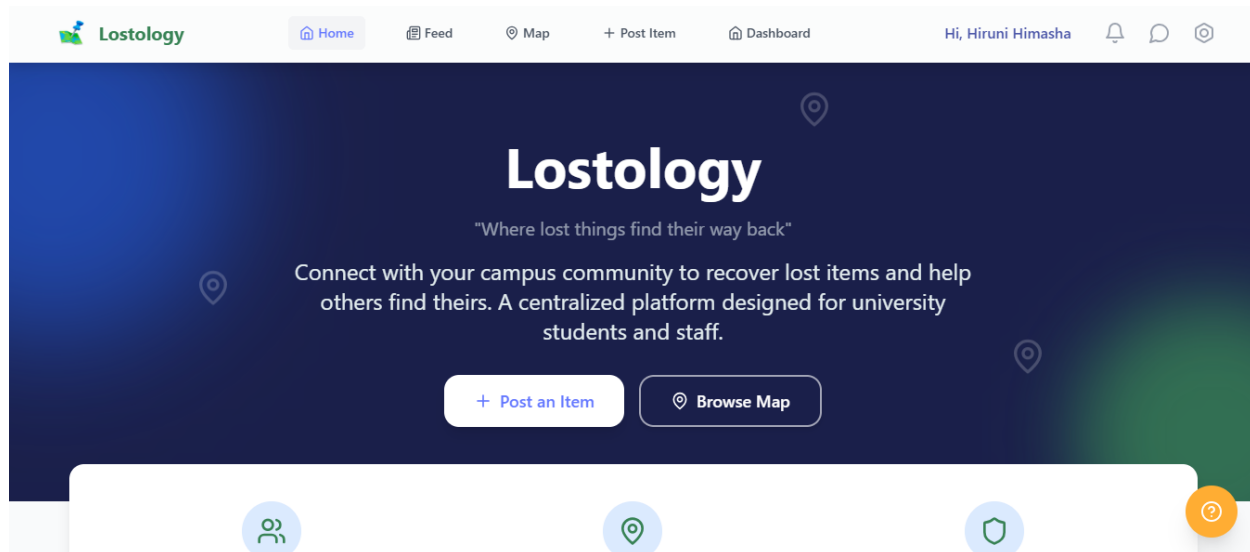 Lostology
Home
Feed
Map
Post Item
Dashboard
Hi, Hiruni Himasha
Lostology
"Where lost things find their way back"
Connect with your campus community to recover lost items and help
others find theirs. A centralized platform designed for university
students and staff.
Post an Item
Browse Map